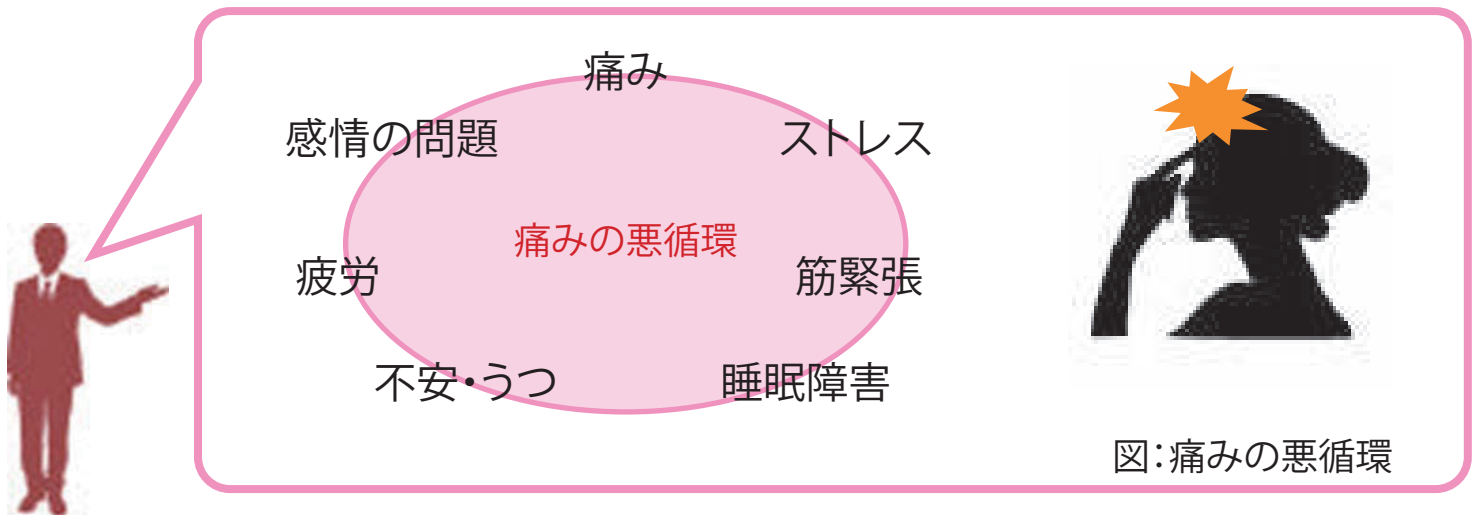 痛み
感情の問題
ストレス
痛みの悪循環
疲労
筋緊張
不安・うつ
睡眠障害
図：痛みの悪循環